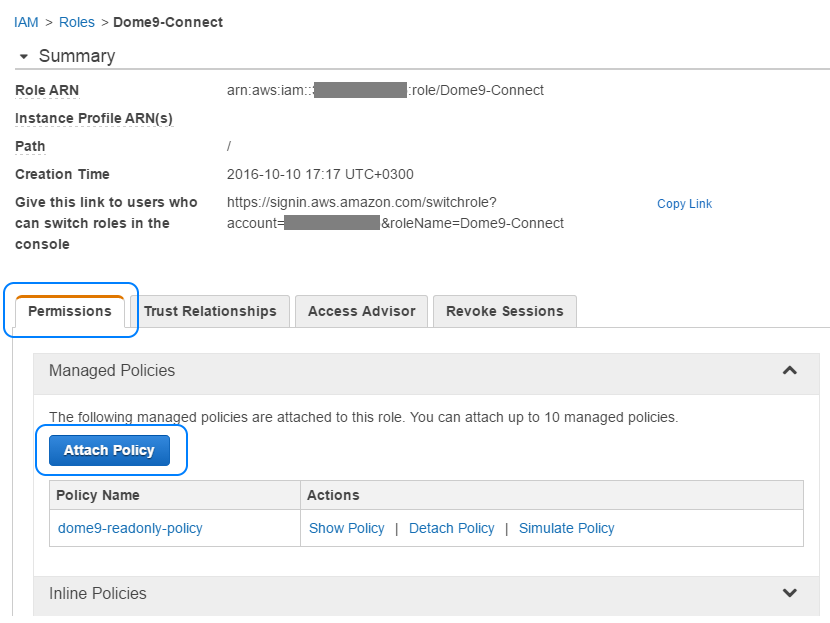 IAM > Roles > Dome9-Connect
Summary
Role ARN arn:aws:iam:: :role/Dome9-Connect
Instance Profile ARN(s)
Path /
Creation Time 2016-10-10 17:17 UTC+0300
Give this link to users who https://signin.aws.amazon.com/switchrole? Copy Link
can switch roles in the account= &roleName=Dome9-Connect
console
Permissions Trust Relationships Access Advisor Revoke Sessions
Managed Policies
The following managed policies are attached to this role. You can attach up to 10 managed policies.
Attach Policy
Policy Name Actions
dome9-readonly-policy Show Policy | Detach Policy | Simulate Policy
Inline Policies